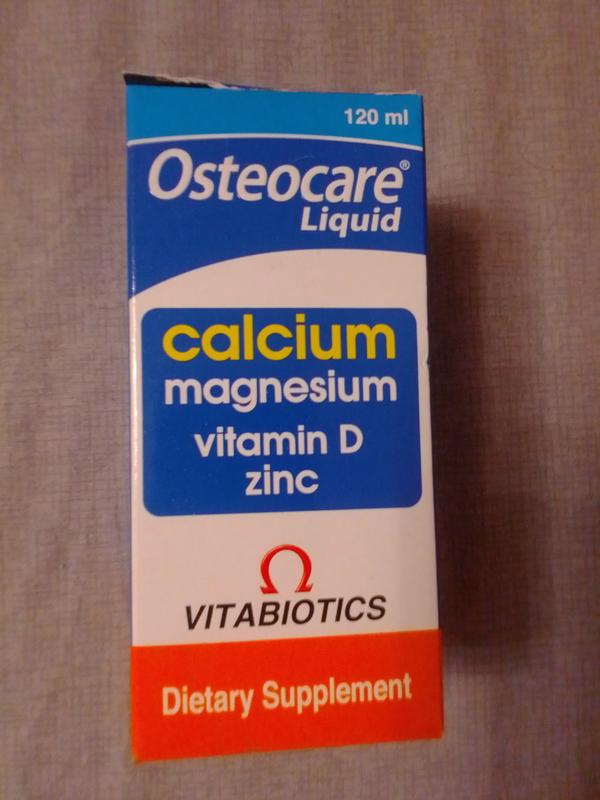 120 ml
Osteocare®
Liquid
calcium
magnesium
vitamin D
zinc
VITABIOTICS
Dietary Supplement